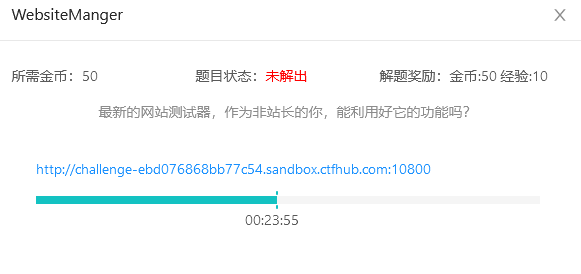 WebsiteManger
所需金币：50 题目状态：未解出 解题奖励：金币:50 经验:10
最新的网站测试器，作为非站长的你，能利用好它的功能吗?
http://challenge-ebd076868bb77c54.sandbox.ctfhub.com:10800
00:23:55